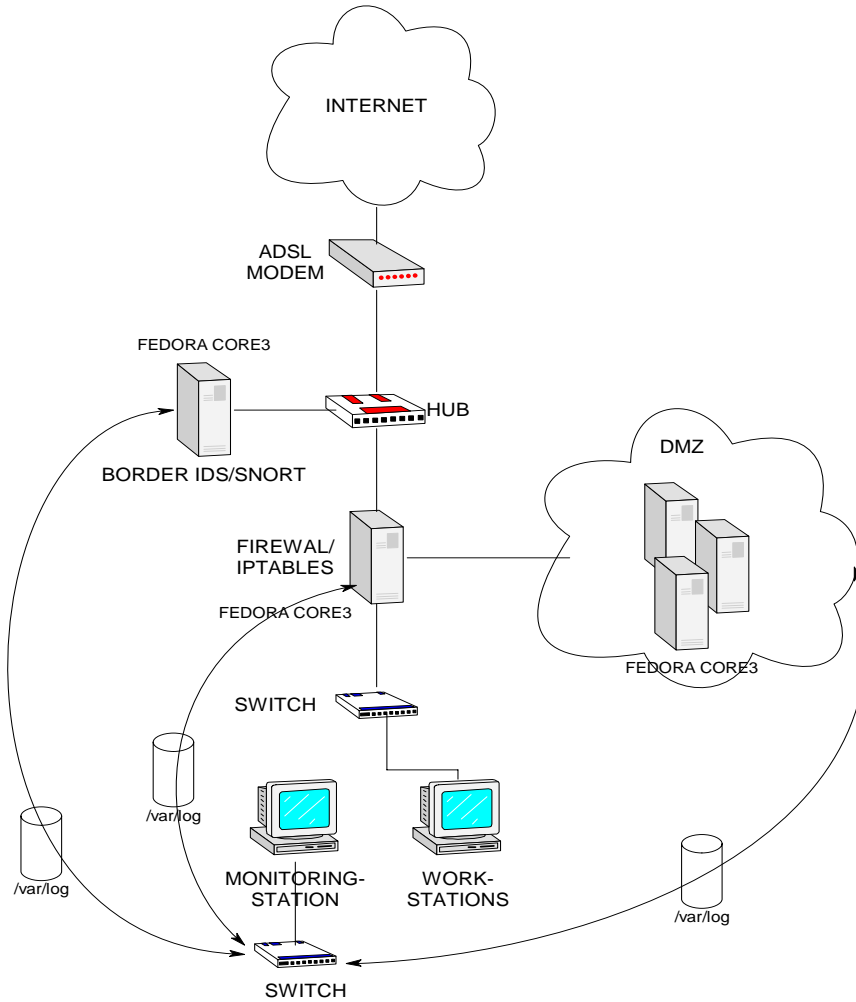 INTERNET
ADSL
MODEM
FEDORA CORE3
HUB
BORDER IDS/SNORT
DMZ
FIREWAL/
IPTABLES
FEDORA CORE3
FEDORA CORE3
SWITCH
/var/log
/var/log
MONITORING-
STATION
WORK-
STATIONS
/var/log
SWITCH